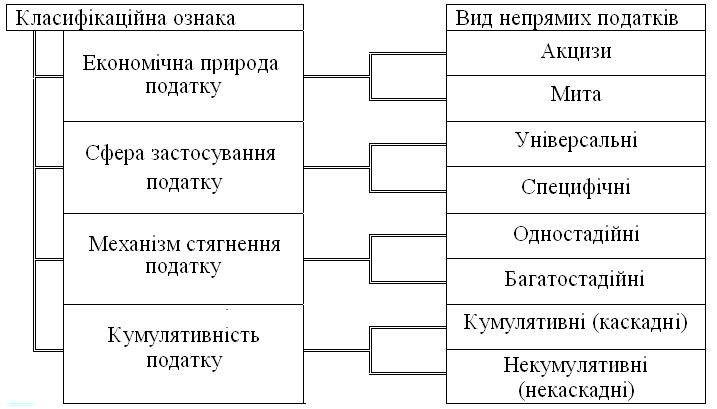 Класифікаційна ознака
Вид непрямих податків
Економічна природа
податку
Акцизи
Мита
Сфера застосування
податку
Універсальні
Специфічні
Механізм стягнення
податку
Одностадійні
Багатостадійні
Кумулятивність
податку
Кумулятивні (каскадні)
Некумулятивні
(некаскадні)